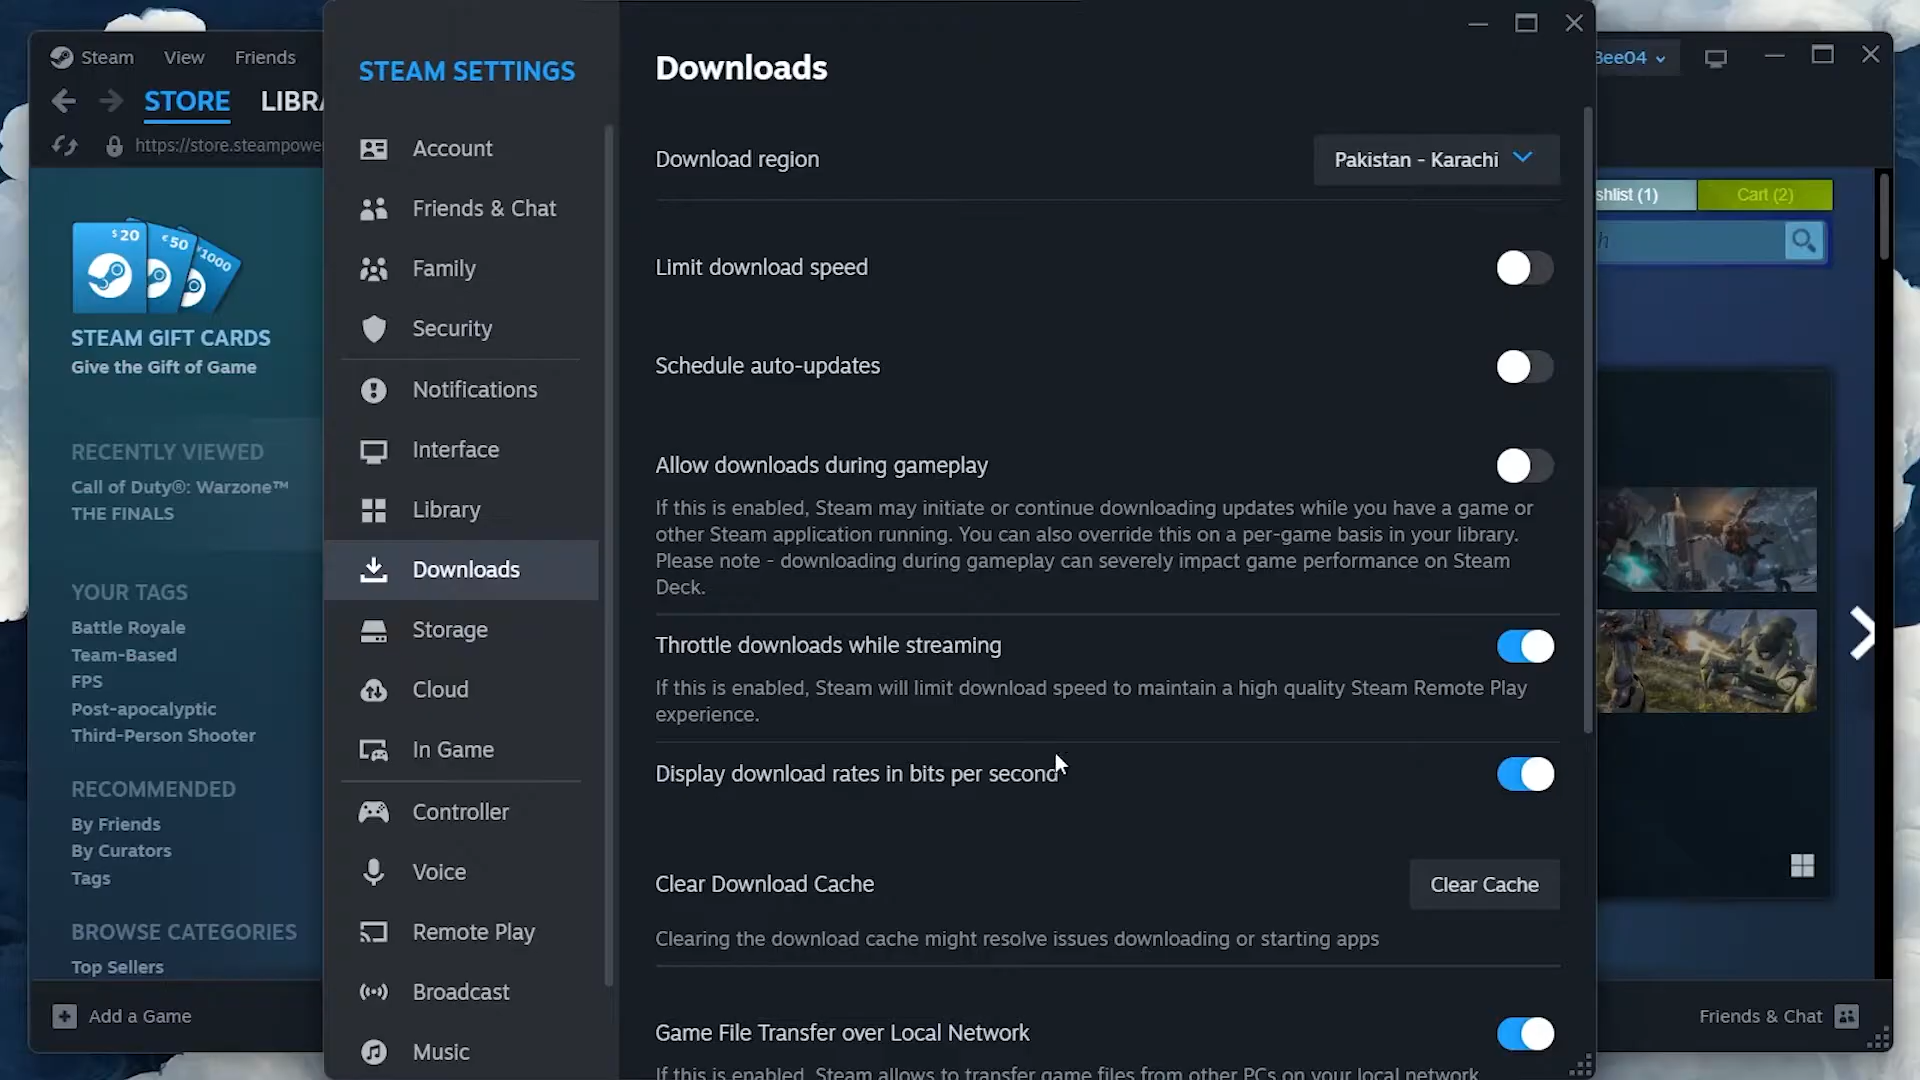 Steam View Friends
STORE LIBRA
https://store.steampowe
$20 €50 ¥1000
STEAM GIFT CARDS
Give the Gift of Game
RECENTLY VIEWED
Call of Duty®: Warzone™
THE FINALS
YOUR TAGS
Battle Royale
Team-Based
FPS
Post-apocalyptic
Third-Person Shooter
RECOMMENDED
By Friends
By Curators
Tags
BROWSE CATEGORIES
Top Sellers
Add a Game
STEAM SETTINGS
Account
Friends & Chat
Family
Security
Notifications
Interface
Library
Downloads
Storage
Cloud
In Game
Controller
Voice
Remote Play
Broadcast
Music
Downloads
Download region Pakistan - Karachi
Limit download speed
Schedule auto-updates
Allow downloads during gameplay
If this is enabled, Steam may initiate or continue downloading updates while you have a game or
other Steam application running. You can also override this on a per-game basis in your library.
Please note - downloading during gameplay can severely impact game performance on Steam
Deck.
Throttle downloads while streaming
If this is enabled, Steam will limit download speed to maintain a high quality Steam Remote Play
experience.
Display download rates in bits per second
Clear Download Cache Clear Cache
Clearing the download cache might resolve issues downloading or starting apps
Game File Transfer over Local Network
If this is enabled, Steam allows to transfer game files from other PCs on your local network
Bee04
shlist (1) Cart (2)
h
Friends & Chat